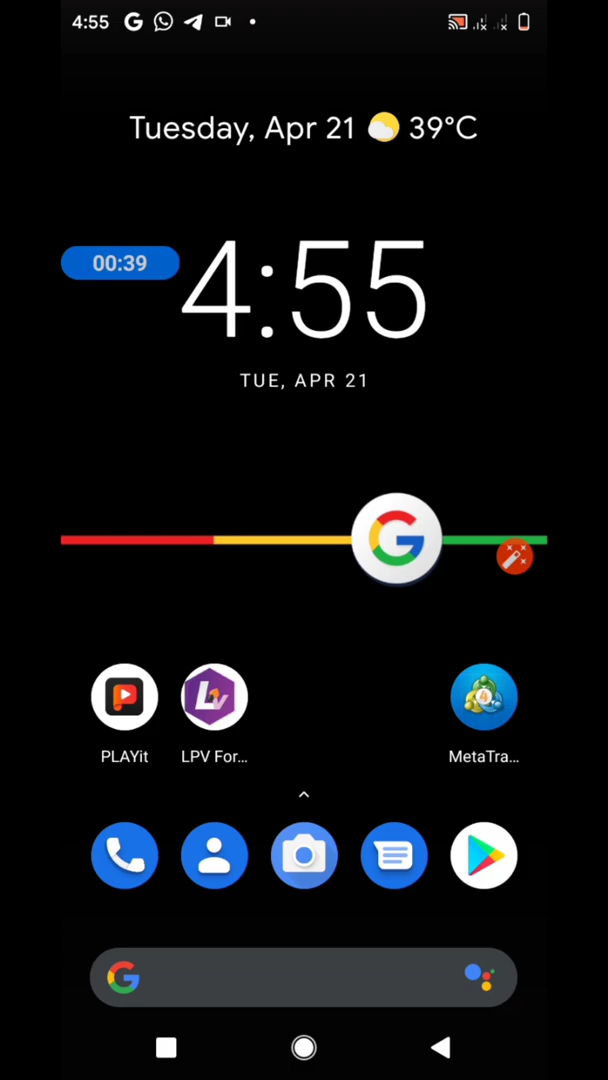 4:55
Tuesday, Apr 21 39°C
00:39
4:55
TUE, APR 21
PLAYit
LPV For...
MetaTra...